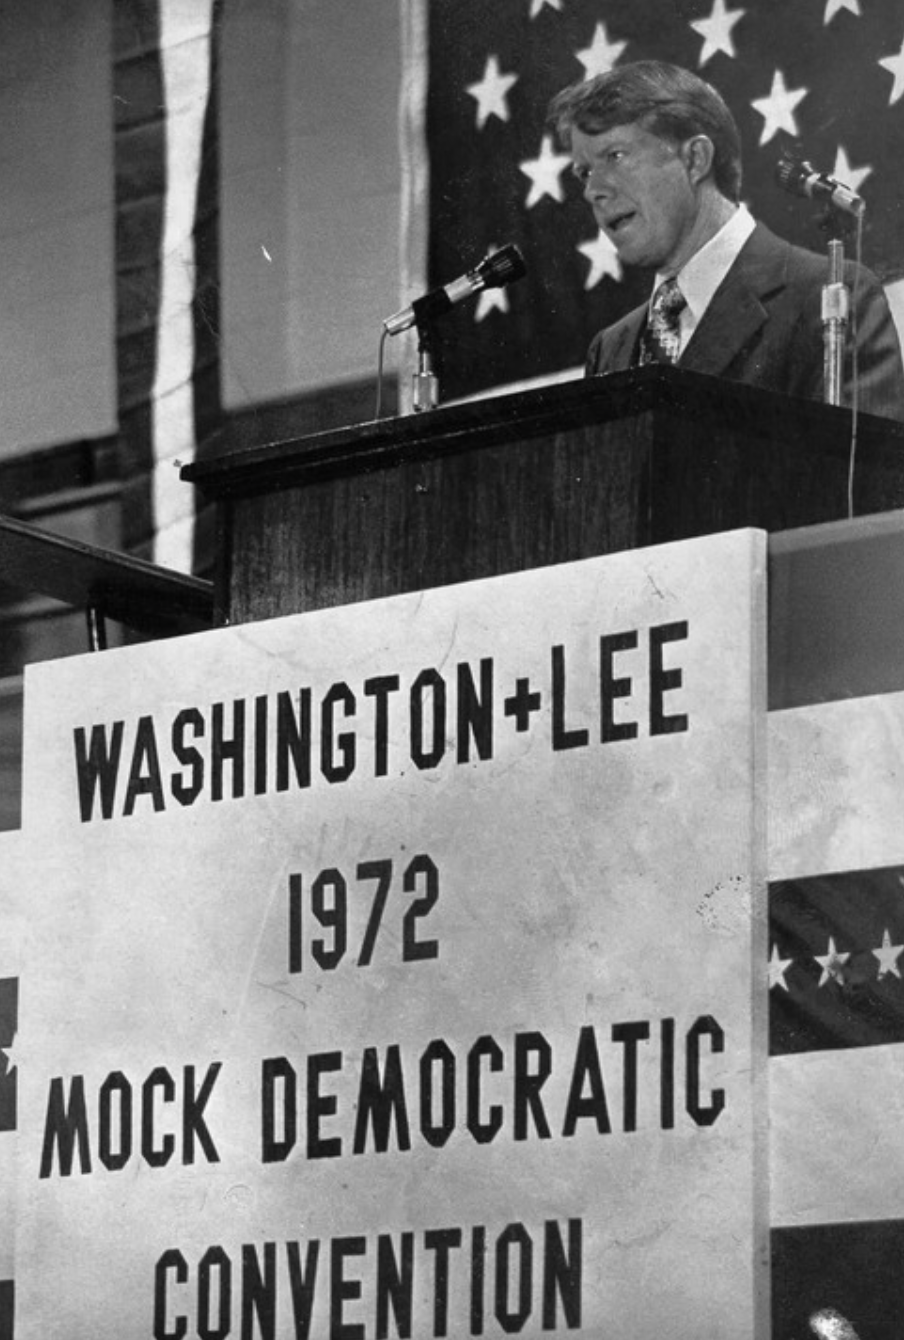 WASHINGTON+LEE
1972
MOCK DEMOCRATIC
CONVENTION